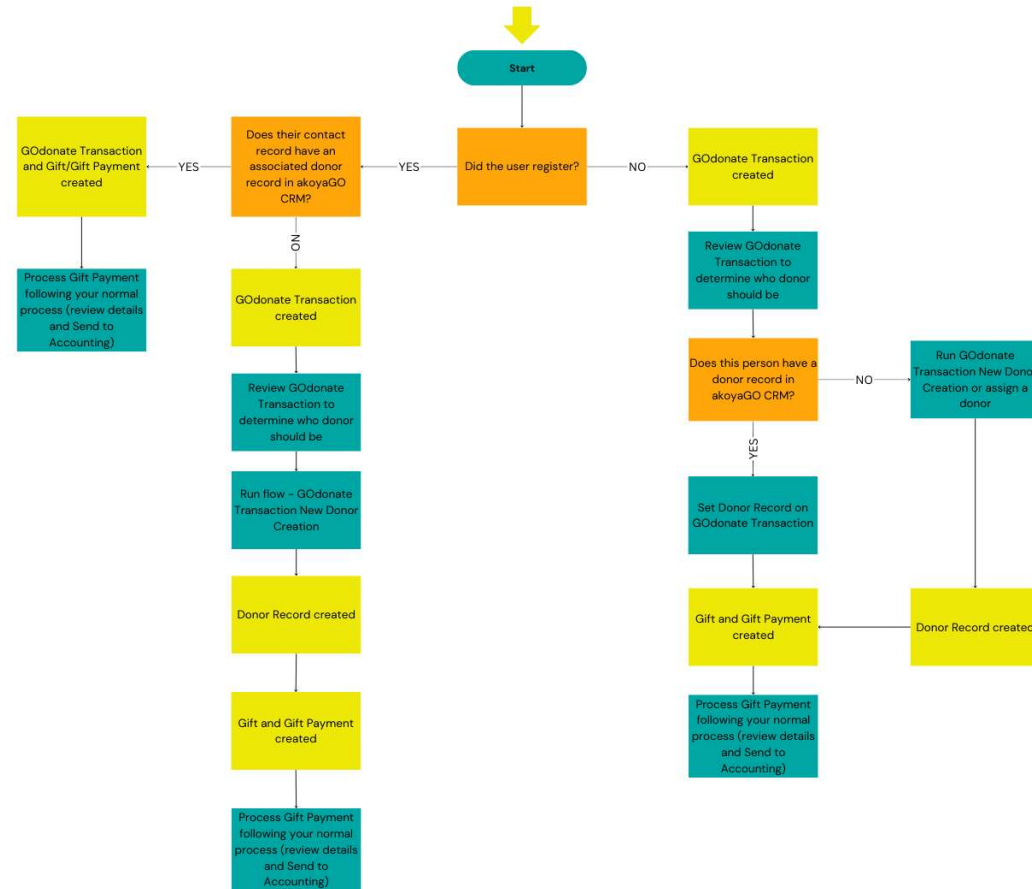 Start
GOdonate Transaction
and Gift/Gift Payment
created
YES
Does their contact
record have an
associated donor
record in akoyaGO
CRM?
YES
Did the user register?
NO
GOdonate Transaction
created
Process Gift Payment
following your normal
process (review details
and Send to
Accounting)
NO
GOdonate Transaction
created
Review GOdonate
Transaction to
determine who donor
should be
Run flow - GOdonate
Transaction New Donor
Creation
Donor Record created
Gift and Gift Payment
created
Process Gift Payment
following your normal
process (review details
and Send to
Accounting)
Review GOdonate
Transaction to
determine who donor
should be
Does this person have a
donor record in
akoyaGO CRM?
NO
Run GOdonate
Transaction New Dono
Creation or assign a
donor
YES
Set Donor Record on
GOdonate Transaction
Gift and Gift Payment
created
Donor Record created
Process Gift Payment
following your normal
process (review details
and Send to
Accounting)